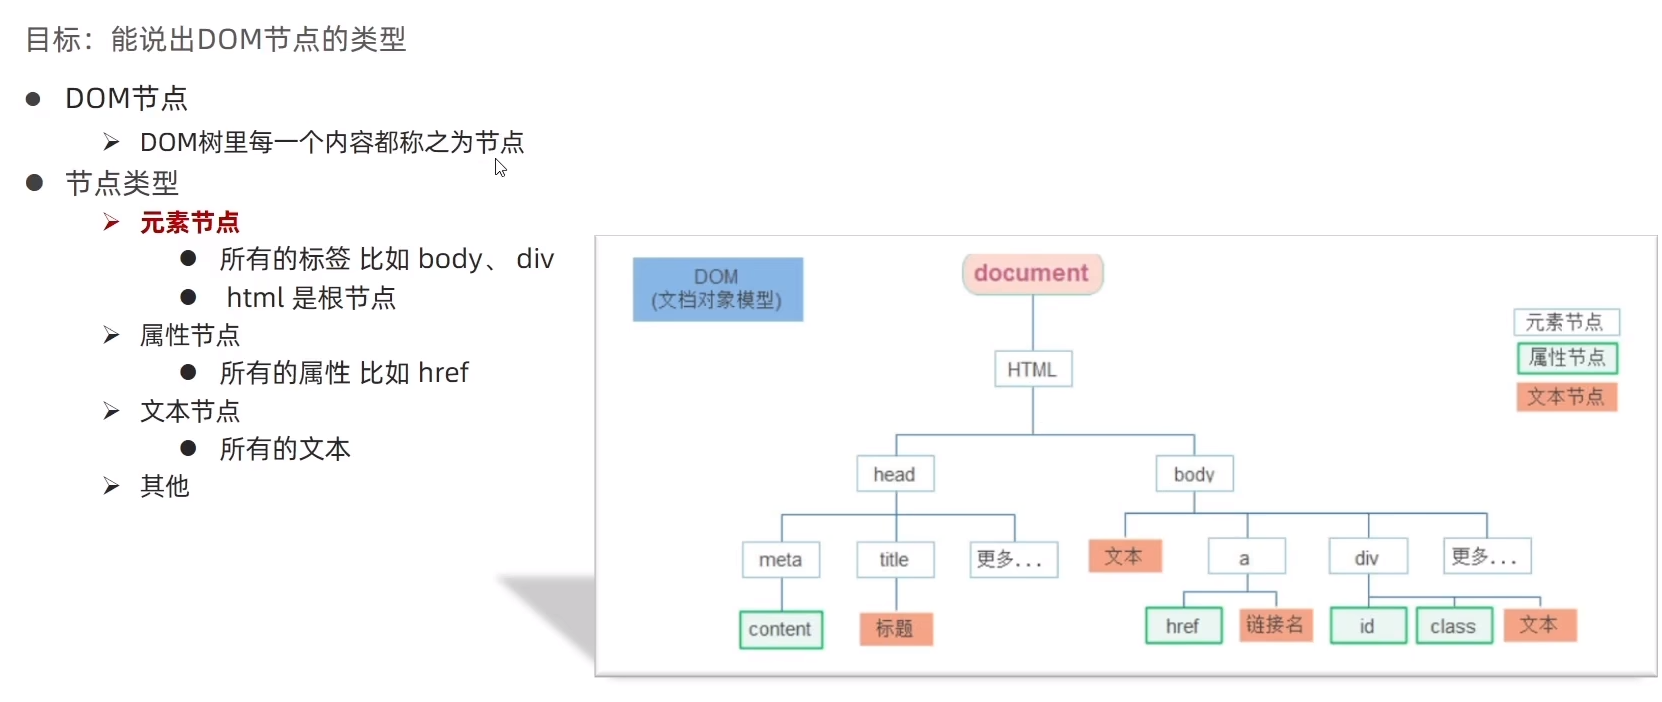 目标：能说出DOM节点的类型
DOM节点
DOM树里每一个内容都称之为节点
节点类型
元素节点
所有的标签 比如 body、 div
html 是根节点
属性节点
所有的属性 比如 href
文本节点
所有的文本
其他
DOM
(文档对象模型)
document
元素节点
属性节点
文本节点
HTML
head
body
meta
title
更多...
文本
a
div
更多...
content
标题
href
链接名
id
class
文本